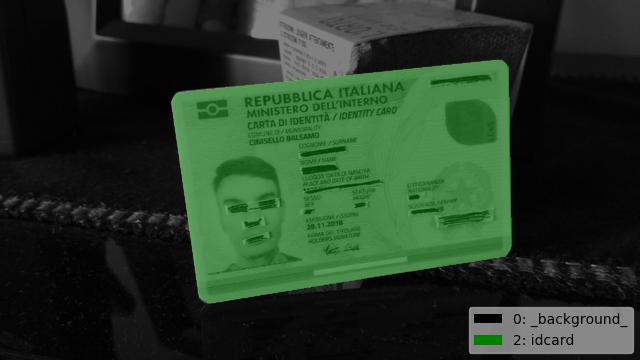 REPUBBLICA ITALIANA
MINISTERO DELL'INTERNO
CARTA DI IDENTITÀ / IDENTITY CARD
COMUNE DI / MUNICIPALITY
CINISELLO BALSAMO
COGNOME / SURNAME
NOME / NAME
LUOGO E DATA DI NASCITA
PLACE AND DATE OF BIRTH
SESSO
SEX
STATURA
HEIGHT
CITTADINANZA
NATIONALITY
EMISSIONE / ISSUING
28.11.2018
FIRMA DEL TITOLARE
HOLDER'S SIGNATURE
0: _background_
2: idcard